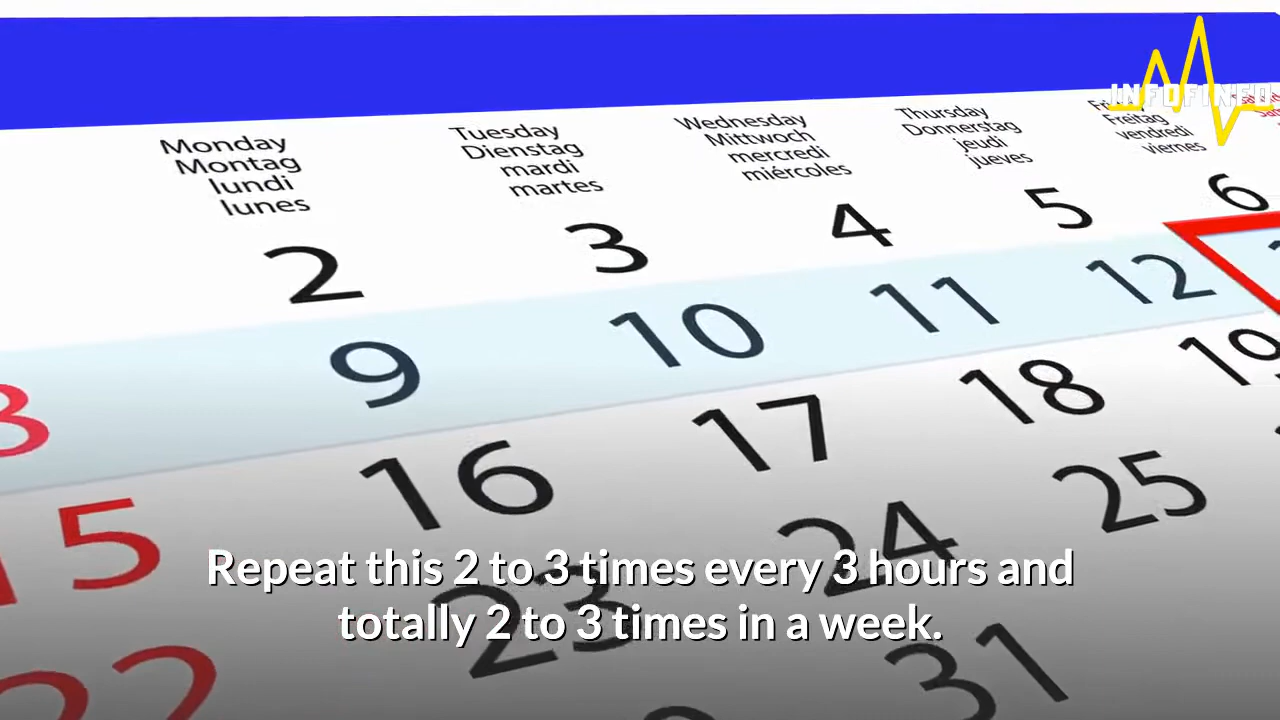 INFOFINFO
Monday Tuesday Wednesday Thursday
Montag Dienstag Mittwoch Donnerstag Freitag
lundi mardi mercredi jeudi vendredi
lunes martes miércoles jueves viernes
2 3 4 5 6
9 10 11 12
15 16 17 18 19
22 23 24 25
31
Repeat this 2 to 3 times every 3 hours and
totally 2 to 3 times in a week.